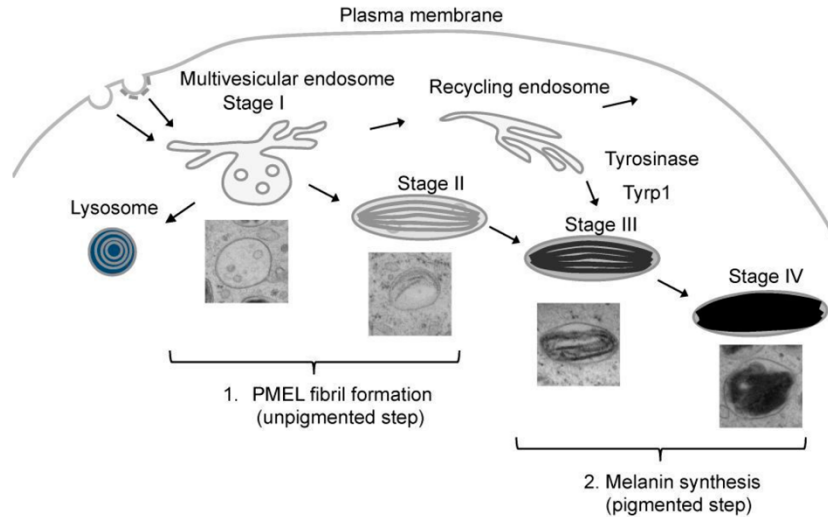 Plasma membrane
Multivesicular endosome
Stage I
Recycling endosome
Tyrosinase
Tyrp1
Stage II
Lysosome
Stage III
Stage IV
1. PMEL fibril formation
(unpigmented step)
2. Melanin synthesis
(pigmented step)